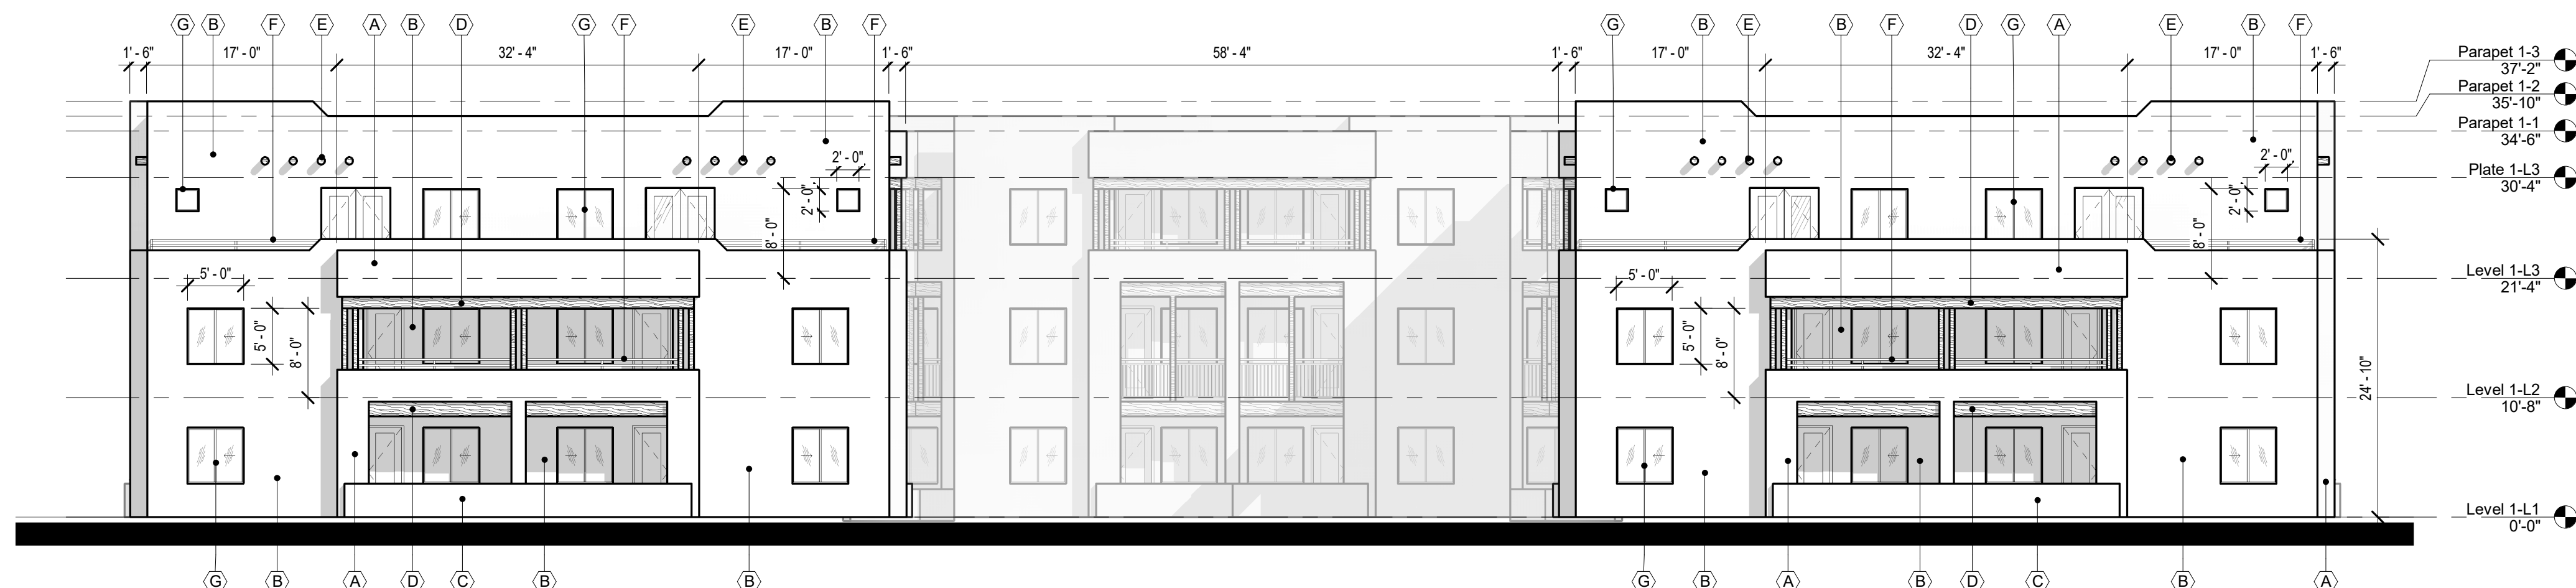 G B F E A B D G F E B F G B E B F D G A E B F
1' - 6" 17' - 0" 32' - 4" 17' - 0" 1' - 6" 58' - 4" 1' - 6" 17' - 0" 32' - 4" 17' - 0" 1' - 6"
Parapet 1-3
37'-2"
Parapet 1-2
35'-10"
Parapet 1-1
34'-6"
2' - 0" 2' - 0"
Plate 1-L3
30'-4"
2' - 0" 2' - 0"
8' - 0" 8' - 0"
5' - 0" 5' - 0"
Level 1-L3
21'-4"
5' - 0" 8' - 0" 5' - 0" 8' - 0"
24' - 10"
Level 1-L2
10'-8"
Level 1-L1
0'-0"
G B A D C B B G B A B D C B A